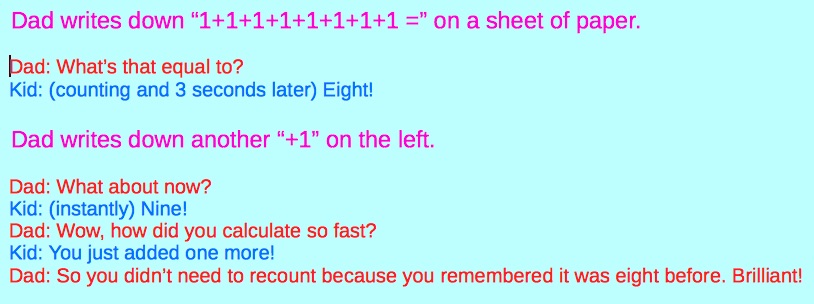 Dad writes down “1+1+1+1+1+1+1+1 =” on a sheet of paper.
Dad: What’s that equal to?
Kid: (counting and 3 seconds later) Eight!
Dad writes down another “+1” on the left.
Dad: What about now?
Kid: (instantly) Nine!
Dad: Wow, how did you calculate so fast?
Kid: You just added one more!
Dad: So you didn’t need to recount because you remembered it was eight before. Brilliant!